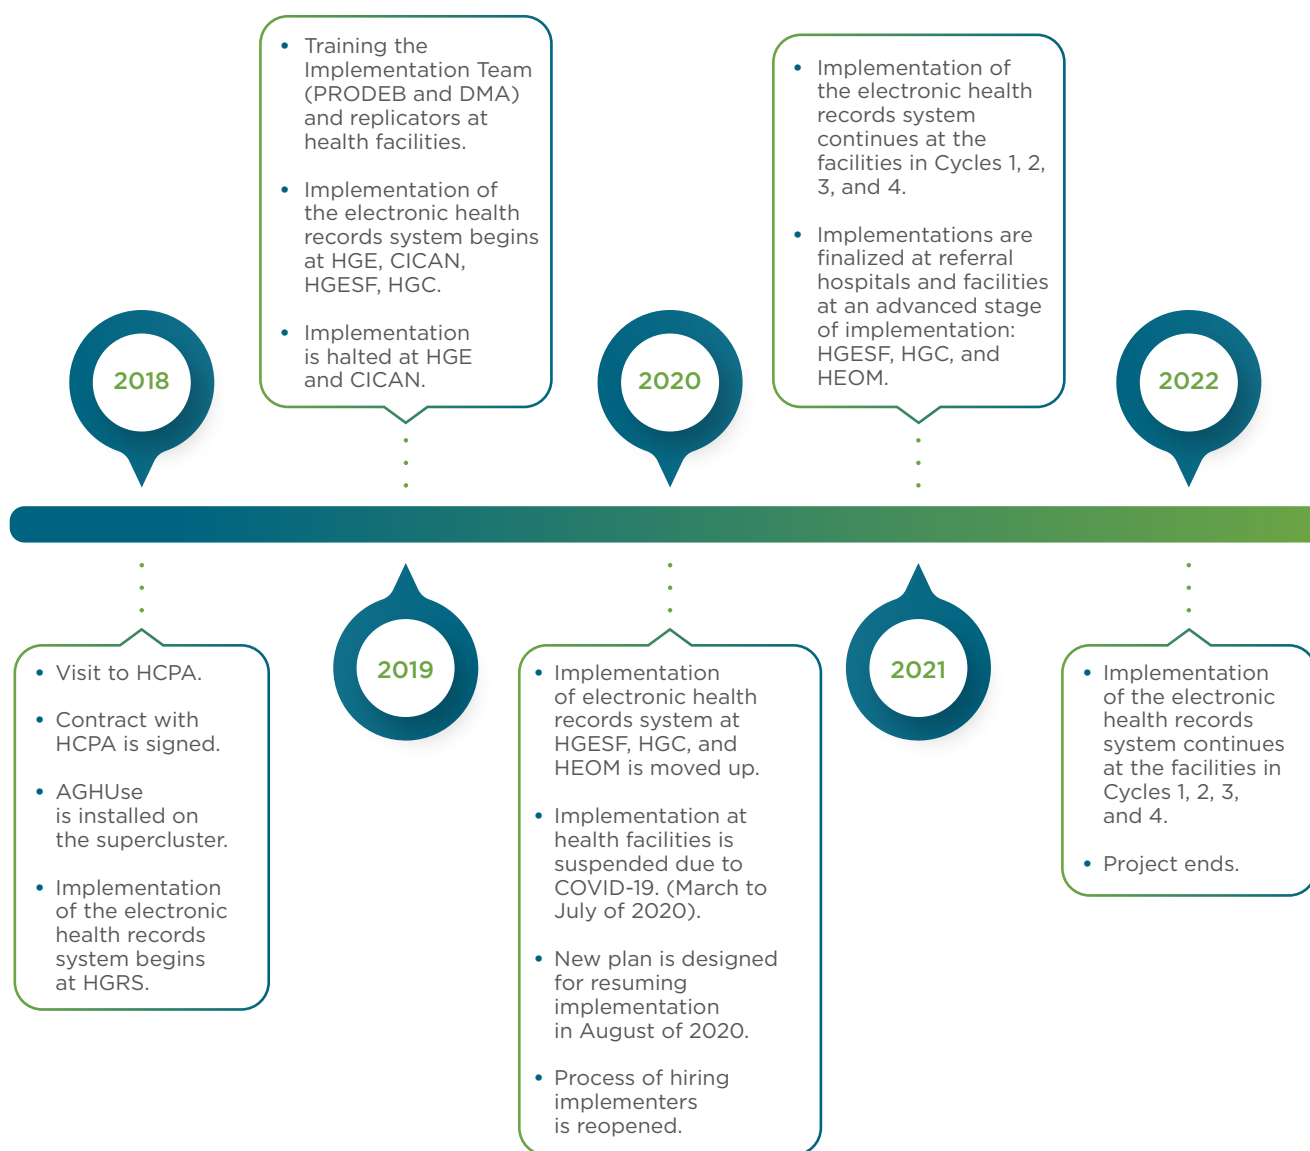 • Training the
Implementation Team
(PRODEB and DMA)
and replicators at
health facilities.
• Implementation of
the electronic health
records system begins
at HGE, CICAN,
HGESF, HGC.
• Implementation
is halted at HGE
and CICAN.
• Implementation of
the electronic health
records system
continues at the
facilities in Cycles 1, 2,
3, and 4.
• Implementations are
finalized at referral
hospitals and facilities
at an advanced stage
of implementation:
HGESF, HGC, and
HEOM.
2018
2020
2022
2019
2021
• Visit to HCPA.
• Contract with
HCPA is signed.
• AGHUse
is installed on
the supercluster.
• Implementation
of the electronic
health records
system begins
at HGRS.
• Implementation
of electronic health
records system at
HGESF, HGC, and
HEOM is moved up.
• Implementation at
health facilities is
suspended due to
COVID-19. (March to
July of 2020).
• New plan is designed
for resuming
implementation
in August of 2020.
• Process of hiring
implementers
is reopened.
• Implementation
of the electronic
health records
system continues
at the facilities in
Cycles 1, 2, 3,
and 4.
• Project ends.